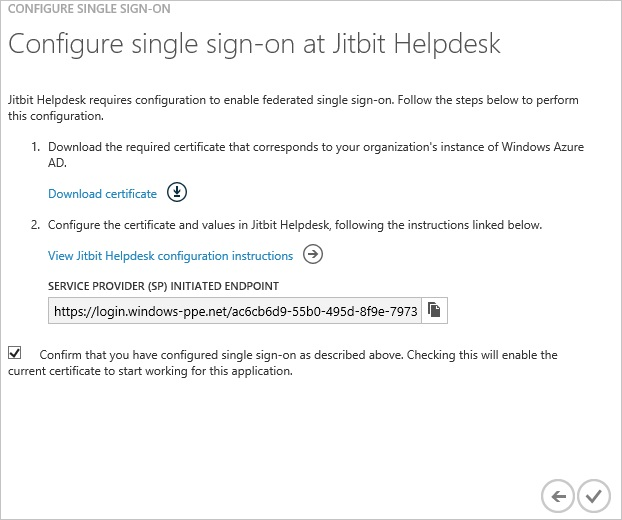 CONFIGURE SINGLE SIGN-ON
Configure single sign-on at Jitbit Helpdesk
Jitbit Helpdesk requires configuration to enable federated single sign-on. Follow the steps below to perform
this configuration.
1. Download the required certificate that corresponds to your organization's instance of Windows Azure
AD.
Download certificate
2. Configure the certificate and values in Jitbit Helpdesk, following the instructions linked below.
View Jitbit Helpdesk configuration instructions
SERVICE PROVIDER (SP) INITIATED ENDPOINT
https://login.windows-ppe.net/ac6cb6d9-55b0-495d-8f9e-7973
Confirm that you have configured single sign-on as described above. Checking this will enable the
current certificate to start working for this application.